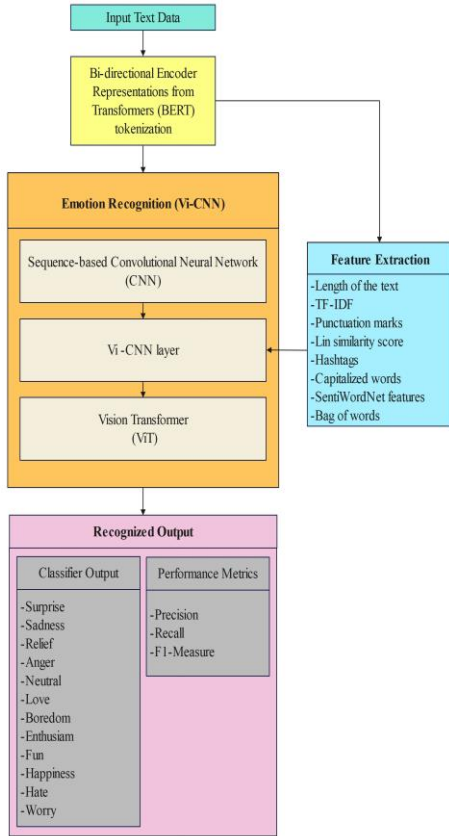 Input Text Data
Bi-directional Encoder
Representations from
Transformers (BERT)
tokenization
Emotion Recognition (Vi-CNN)
Sequence-based Convolutional Neural Network
(CNN)
Vi -CNN layer
Vision Transformer
(ViT)
Feature Extraction
-Length of the text
-TF-IDF
-Punctuation marks
-Lin similarity score
-Hashtags
-Capitalized words
-SentiWordNet features
-Bag of words
Recognized Output
Classifier Output
-Surprise
-Sadness
-Relief
-Anger
-Neutral
-Love
-Boredom
-Enthusiam
-Fun
-Happiness
-Hate
-Worry
Performance Metrics
-Precision
-Recall
-F1-Measure